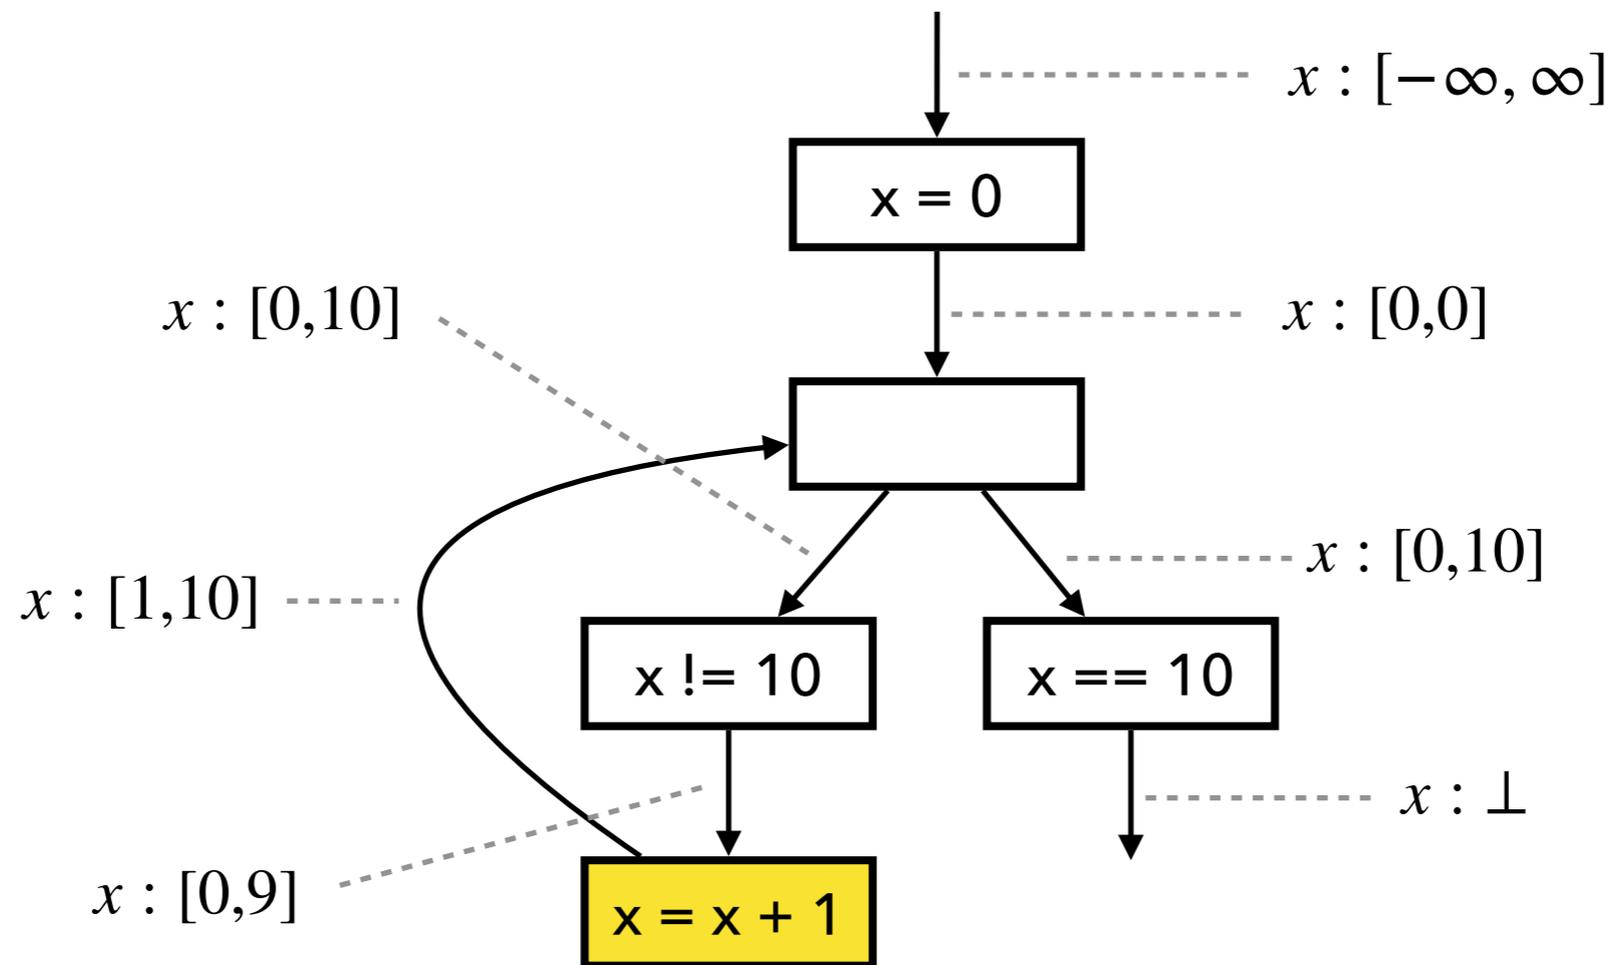 x : [−∞, ∞]
x = 0
x : [0,10]
x : [0,0]
x : [0,10]
x : [1,10]
x != 10
x == 10
x : ⊥
x : [0,9]
x = x + 1